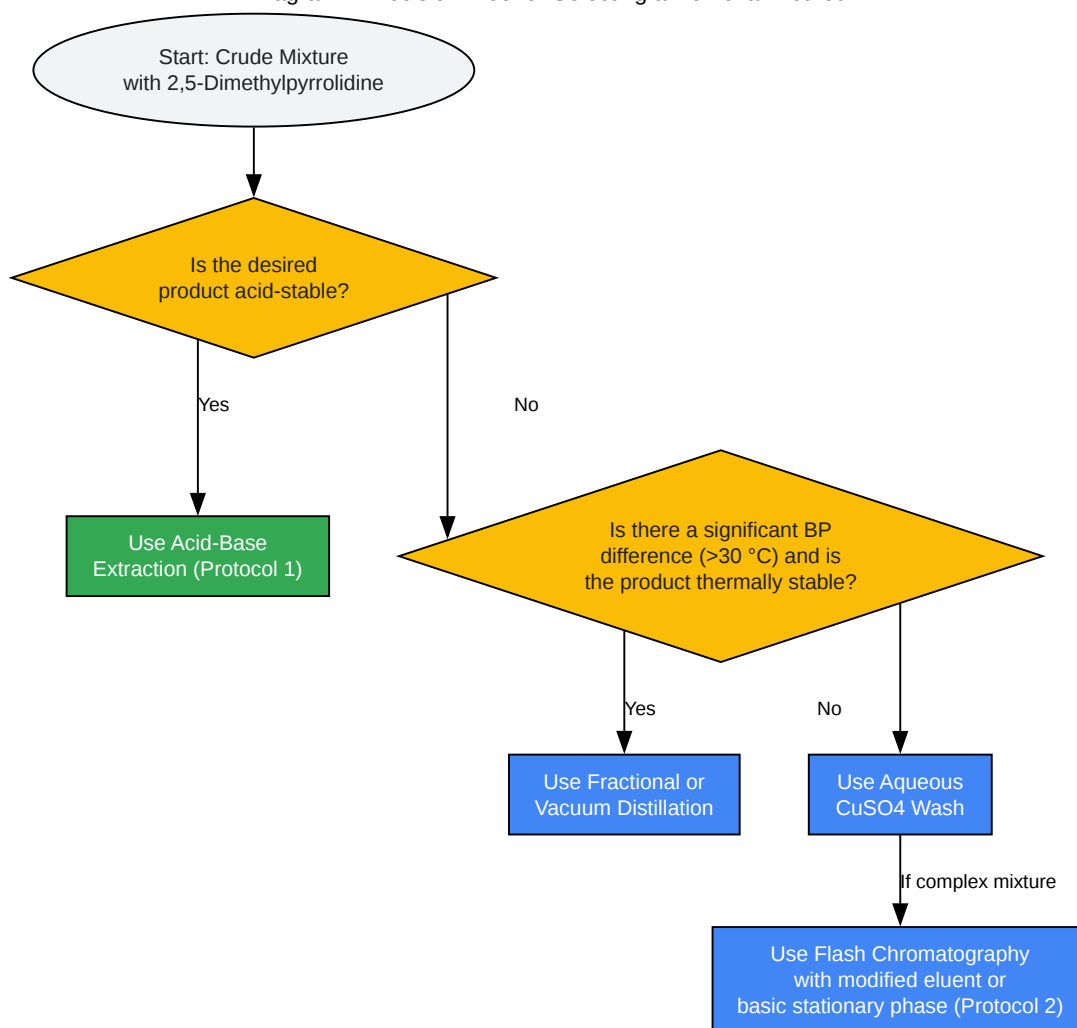 Start: Crude Mixture
with 2,5-Dimethylpyrrolidine
Is the desired
product acid-stable?
Yes
No
Use Acid-Base
Extraction (Protocol 1)
Is there a significant BP
difference (>30 °C) and is
the product thermally stable?
Yes
No
Use Fractional or
Vacuum Distillation
Use Aqueous
CuSO4 Wash
If complex mixture
Use Flash Chromatography
with modified eluent or
basic stationary phase (Protocol 2)